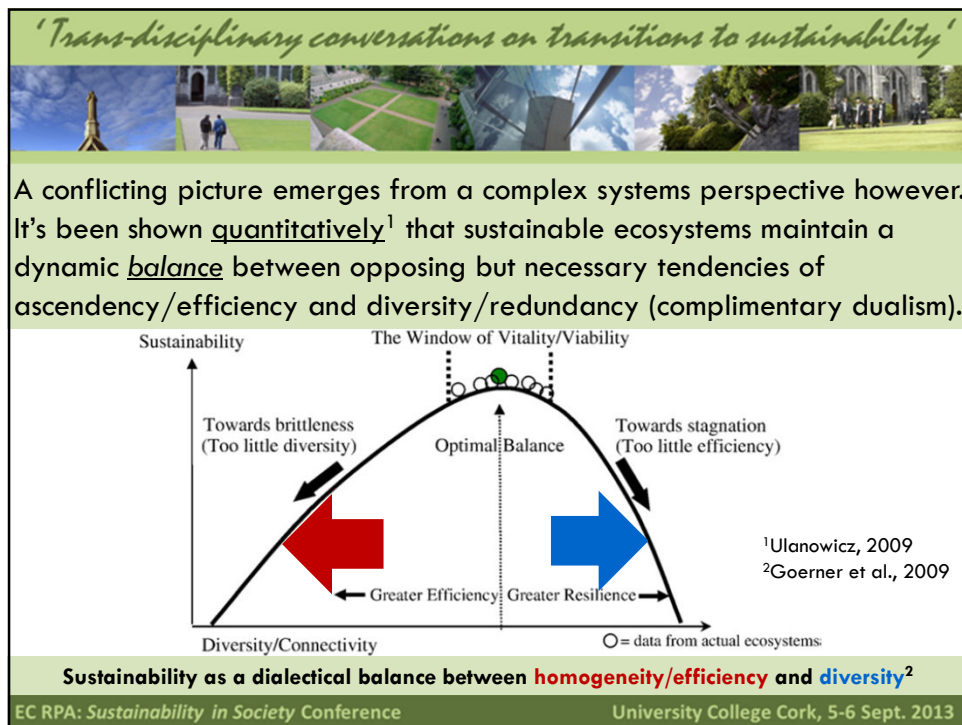 'Trans-disciplinary conversations on transitions to sustainability'
A conflicting picture emerges from a complex systems perspective however.
It's been shown quantitatively¹ that sustainable ecosystems maintain a
dynamic balance between opposing but necessary tendencies of
ascendency/efficiency and diversity/redundancy (complimentary dualism).
Sustainability
The Window of Vitality/Viability
Towards brittleness
(Too little diversity)
Optimal Balance
Towards stagnation
(Too little efficiency)
¹Ulanowicz, 2009
²Goerner et al., 2009
Greater Efficiency
Greater Resilience
Diversity/Connectivity
O = data from actual ecosystems
Sustainability as a dialectical balance between homogeneity/efficiency and diversity²
EC RPA: Sustainability in Society Conference
University College Cork, 5-6 Sept. 2013